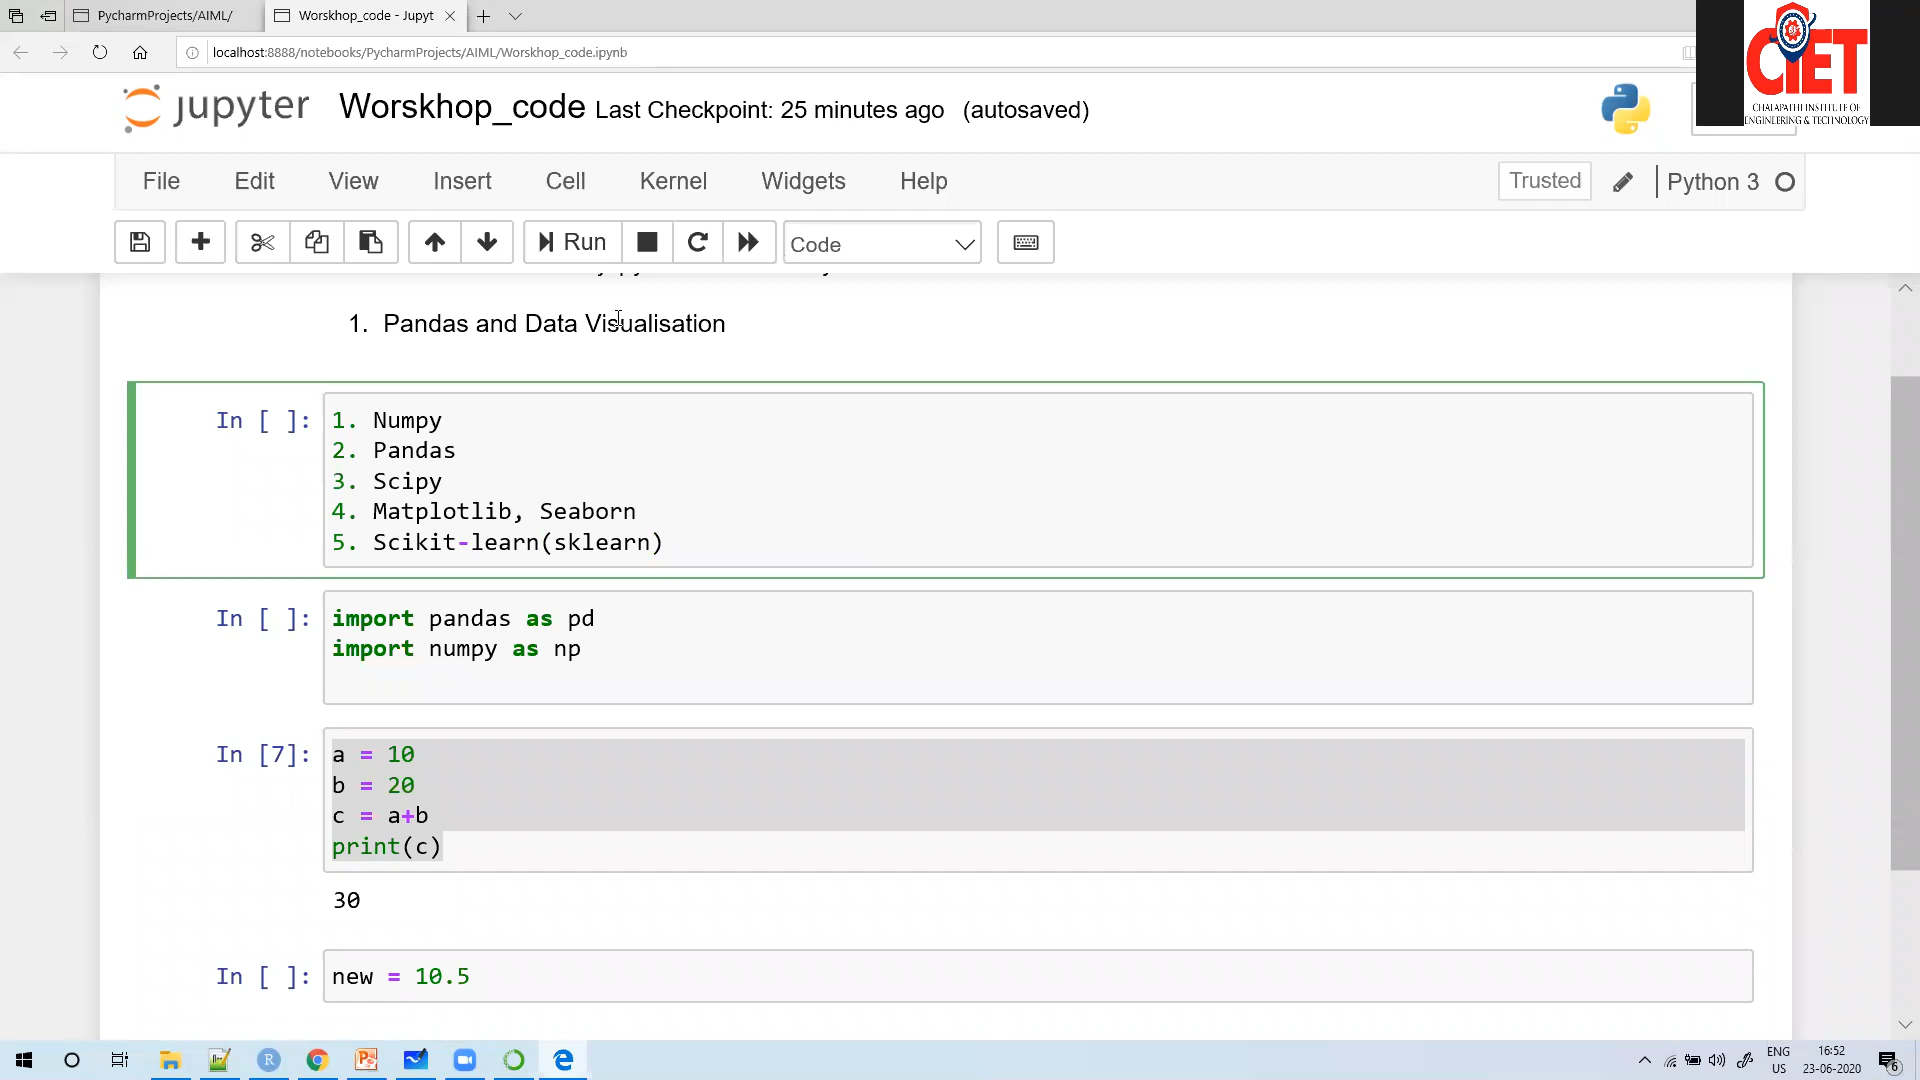 PycharmProjects/AIML/
Worskhop_code - Jupyt
localhost:8888/notebooks/PycharmProjects/AIML/Worskhop_code.ipynb
CIET
CHALAPATHI INSTITUTE OF
ENGINEERING & TECHNOLOGY
jupyter Worskhop_code Last Checkpoint: 25 minutes ago (autosaved)
File Edit View Insert Cell Kernel Widgets Help
Trusted
Python 3
Run
Code
1. Pandas and Data Visualisation
In [ ]:
1. Numpy
2. Pandas
3. Scipy
4. Matplotlib, Seaborn
5. Scikit-learn(sklearn)
In [ ]:
import pandas as pd
import numpy as np
In [7]:
a = 10
b = 20
c = a+b
print(c)
30
In [ ]:
new = 10.5
ENG
US
16:52
23-06-2020
6